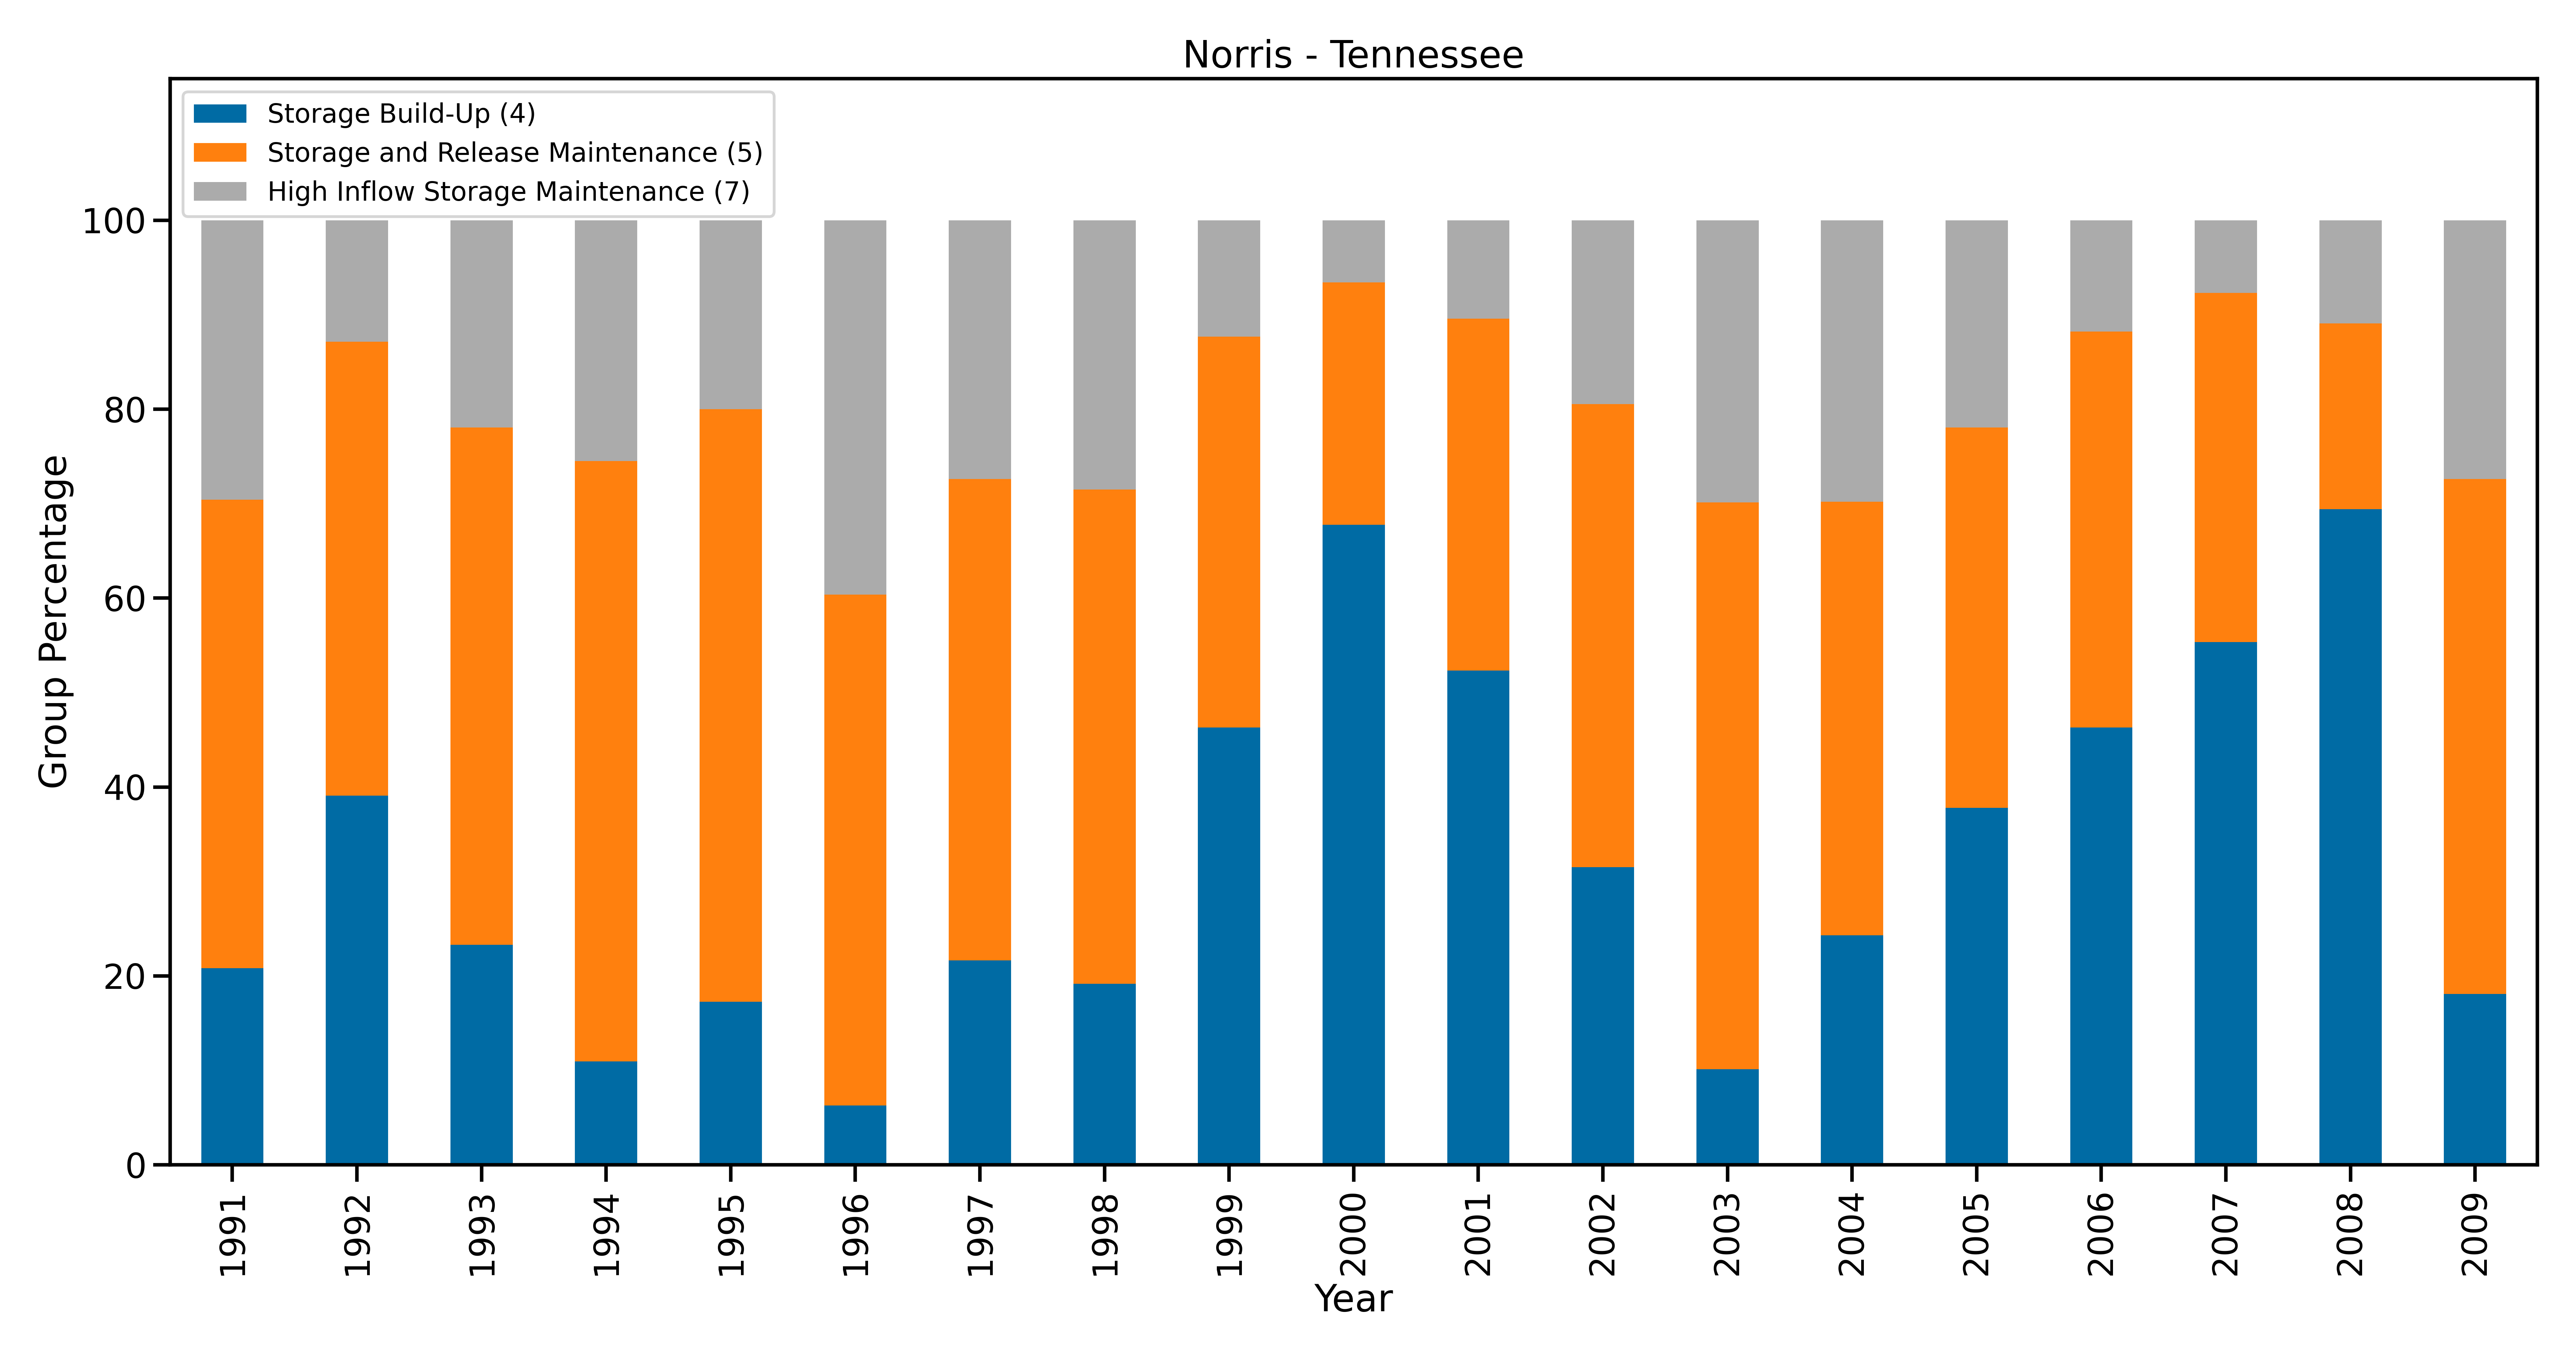 Norris - Tennessee
Storage Build-Up (4)
Storage and Release Maintenance (5)
High Inflow Storage Maintenance (7)
Group Percentage
100
80
60
40
20
0
1991 1992 1993 1994 1995 1996 1997 1998 1999 2000 2001 2002 2003 2004 2005 2006 2007 2008 2009
Year